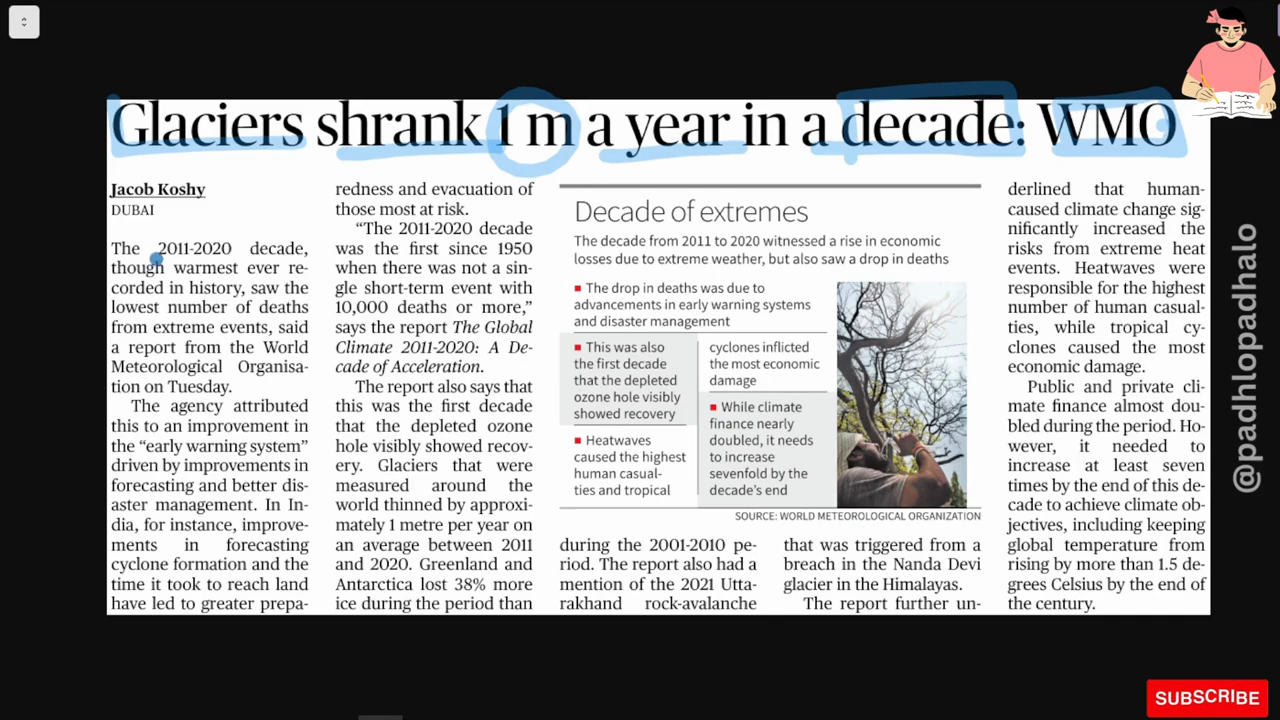 Glaciers shrank 1 m a year in a decade: WMO
Jacob Koshy
DUBAI
The 2011-2020 decade,
though warmest ever re-
corded in history, saw the
lowest number of deaths
from extreme events, said
a report from the World
Meteorological Organisa-
tion on Tuesday.
The agency attributed
this to an improvement in
the “early warning system”
driven by improvements in
forecasting and better dis-
aster management. In In-
dia, for instance, improve-
ments in forecasting
cyclone formation and the
time it took to reach land
have led to greater prepa-
redness and evacuation of
those most at risk.
“The 2011-2020 decade
was the first since 1950
when there was not a sin-
gle short-term event with
10,000 deaths or more,”
says the report The Global
Climate 2011-2020: A De-
cade of Acceleration.
The report also says that
this was the first decade
that the depleted ozone
hole visibly showed recov-
ery. Glaciers that were
measured around the
world thinned by approxi-
mately 1 metre per year on
an average between 2011
and 2020. Greenland and
Antarctica lost 38% more
ice during the period than
Decade of extremes
The decade from 2011 to 2020 witnessed a rise in economic
losses due to extreme weather, but also saw a drop in deaths
■ The drop in deaths was due to
advancements in early warning systems
and disaster management
■ This was also
the first decade
that the depleted
ozone hole visibly
showed recovery
■ Heatwaves
caused the highest
human casual-
ties and tropical
cyclones inflicted
the most economic
damage
■ While climate
finance nearly
doubled, it needs
to increase
sevenfold by the
decade’s end
SOURCE: WORLD METEOROLOGICAL ORGANIZATION
during the 2001-2010 pe-
riod. The report also had a
mention of the 2021 Utta-
rakhand rock-avalanche
that was triggered from a
breach in the Nanda Devi
glacier in the Himalayas.
The report further un-
derlined that human-
caused climate change sig-
nificantly increased the
risks from extreme heat
events. Heatwaves were
responsible for the highest
number of human casual-
ties, while tropical cy-
clones caused the most
economic damage.
Public and private cli-
mate finance almost dou-
bled during the period. Ho-
wever, it needed to
increase at least seven
times by the end of this de-
cade to achieve climate ob-
jectives, including keeping
global temperature from
rising by more than 1.5 de-
grees Celsius by the end of
the century.
@padhlopadhalo
SUBSCRIBE